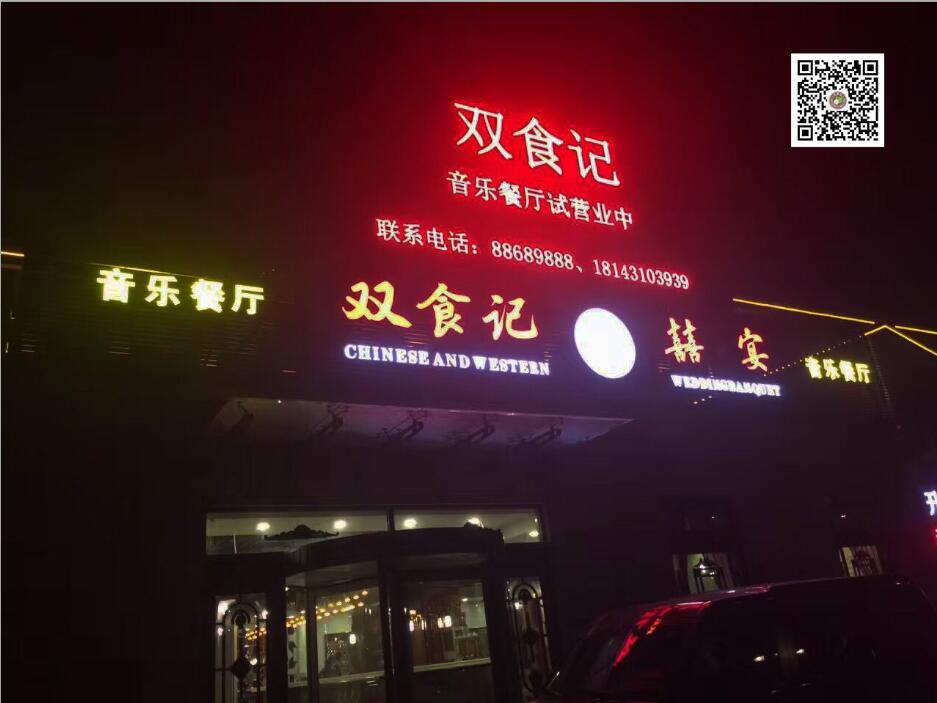 双食记
音乐餐厅试营业中
联系电话：88689888、18143103939
音乐餐厅
双食记
CHINESE AND WESTERN
囍宴
WEDDINGBANQUET
音乐餐厅